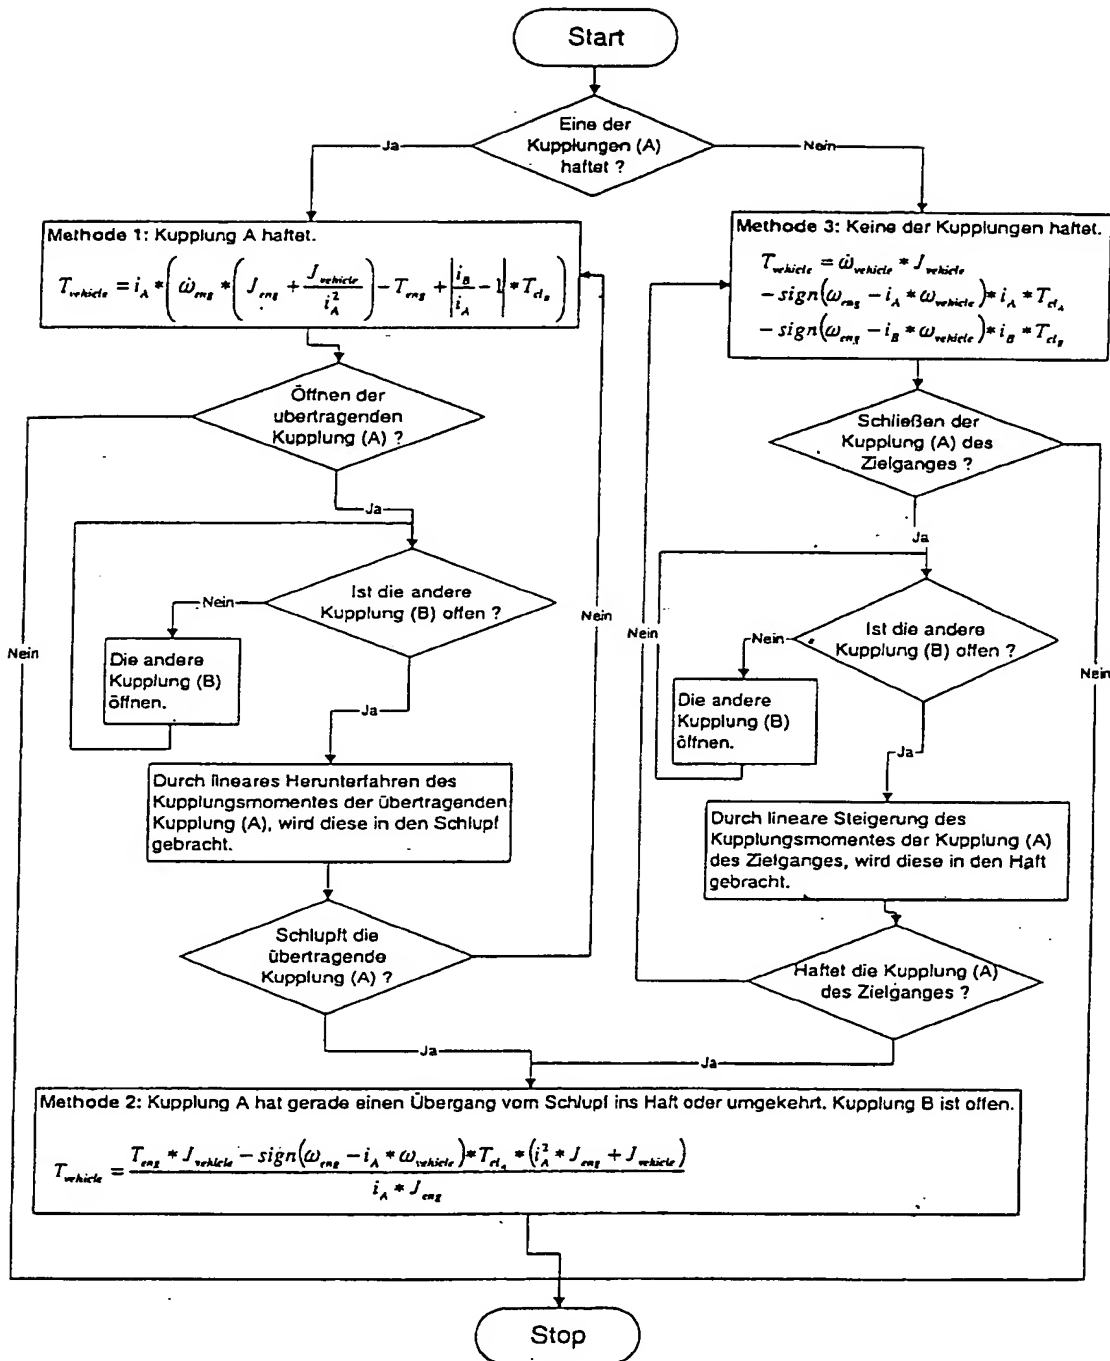 Start
Eine der
Kupplungen (A)
haftet ?
Ja
Nein
Methode 1: Kupplung A haftet.
T_vehicle = i_A * ( ω̇_eng * ( J_eng + J_vehicle / i_A^2 ) - T_eng + | i_B / i_A - 1 | * T_cl_B )
Methode 3: Keine der Kupplungen haftet.
T_vehicle = ω̇_vehicle * J_vehicle
- sign(ω_eng - i_A * ω_vehicle) * i_A * T_cl_A
- sign(ω_eng - i_B * ω_vehicle) * i_B * T_cl_B
Öffnen der
ubertragenden
Kupplung (A) ?
Schließen der
Kupplung (A) des
Zielganges ?
Ja
Ja
Ist die andere
Kupplung (B) offen ?
Nein
Nein
Die andere
Kupplung (B)
öffnen.
Nein
Ja
Ist die andere
Kupplung (B) offen ?
Nein
Nein
Die andere
Kupplung (B)
öffnen.
Ja
Durch lineares Herunterfahren des
Kupplungsmomentes der übertragenden
Kupplung (A), wird diese in den Schlupf
gebracht.
Durch lineare Steigerung des
Kupplungsmomentes der Kupplung (A)
des Zielganges, wird diese in den Haft
gebracht.
Schlupft die
übertragende
Kupplung (A) ?
Haftet die Kupplung (A)
des Zielganges ?
Ja
Ja
Methode 2: Kupplung A hat gerade einen Übergang vom Schlupf ins Haft oder umgekehrt. Kupplung B ist offen.
T_vehicle = ( T_eng * J_vehicle - sign(ω_eng - i_A * ω_vehicle) * T_cl_A * (i_A^2 * J_eng + J_vehicle) ) / ( i_A * J_eng )
Stop